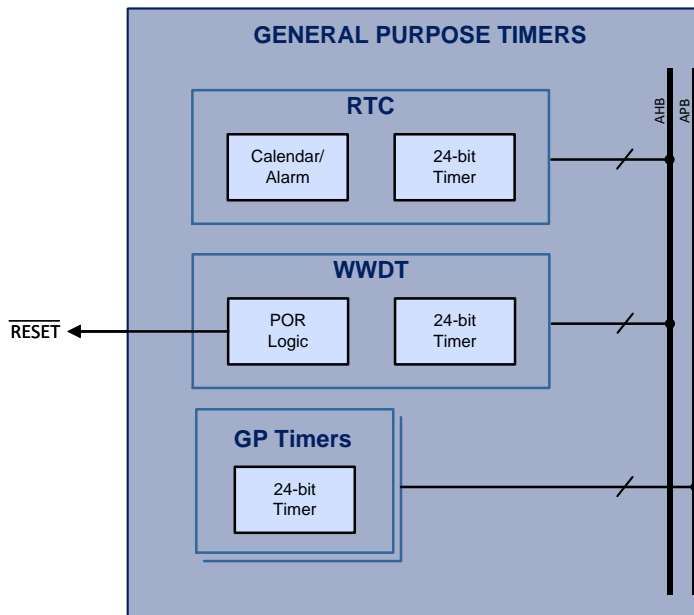 GENERAL PURPOSE TIMERS
RTC
AHB
APB
Calendar/
Alarm
24-bit
Timer
WWDT
RESET
POR
Logic
24-bit
Timer
GP Timers
24-bit
Timer